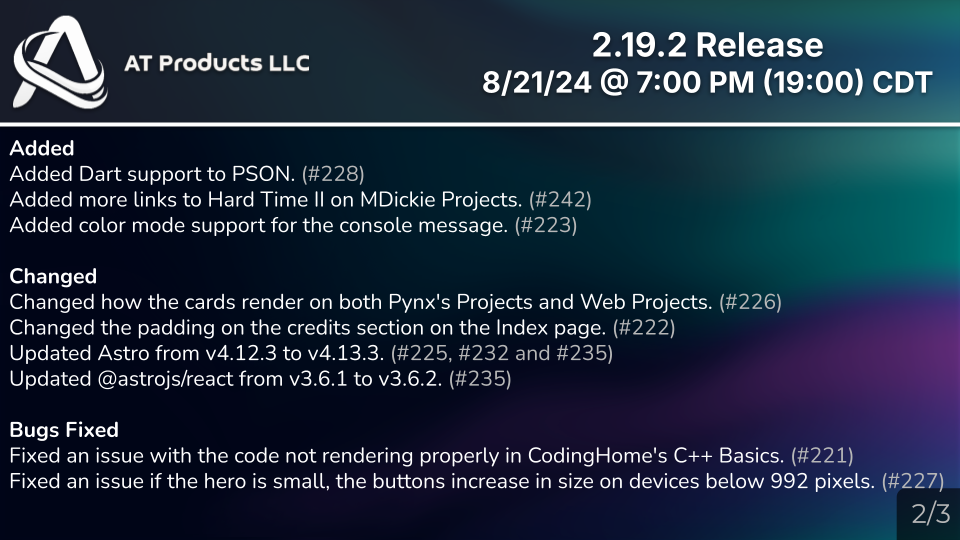 AT Products LLC
2.19.2 Release
8/21/24 @ 7:00 PM (19:00) CDT
Added
Added Dart support to PSON. (#228)
Added more links to Hard Time II on MDickie Projects. (#242)
Added color mode support for the console message. (#223)
Changed
Changed how the cards render on both Pynx's Projects and Web Projects. (#226)
Changed the padding on the credits section on the Index page. (#222)
Updated Astro from v4.12.3 to v4.13.3. (#225, #232 and #235)
Updated @astrojs/react from v3.6.1 to v3.6.2. (#235)
Bugs Fixed
Fixed an issue with the code not rendering properly in CodingHome's C++ Basics. (#221)
Fixed an issue if the hero is small, the buttons increase in size on devices below 992 pixels. (#227)
2/3